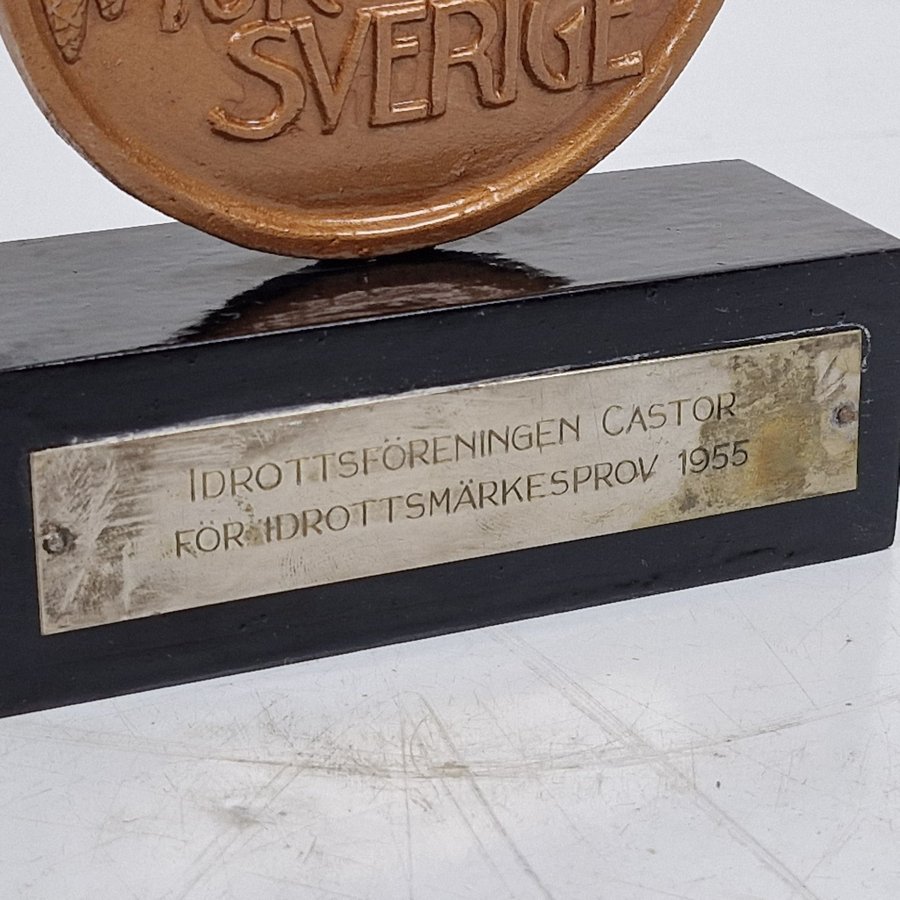 SVERIGE
IDROTTSFÖRENINGEN CASTOR
FÖR IDROTTSMÄRKESPROV 1955